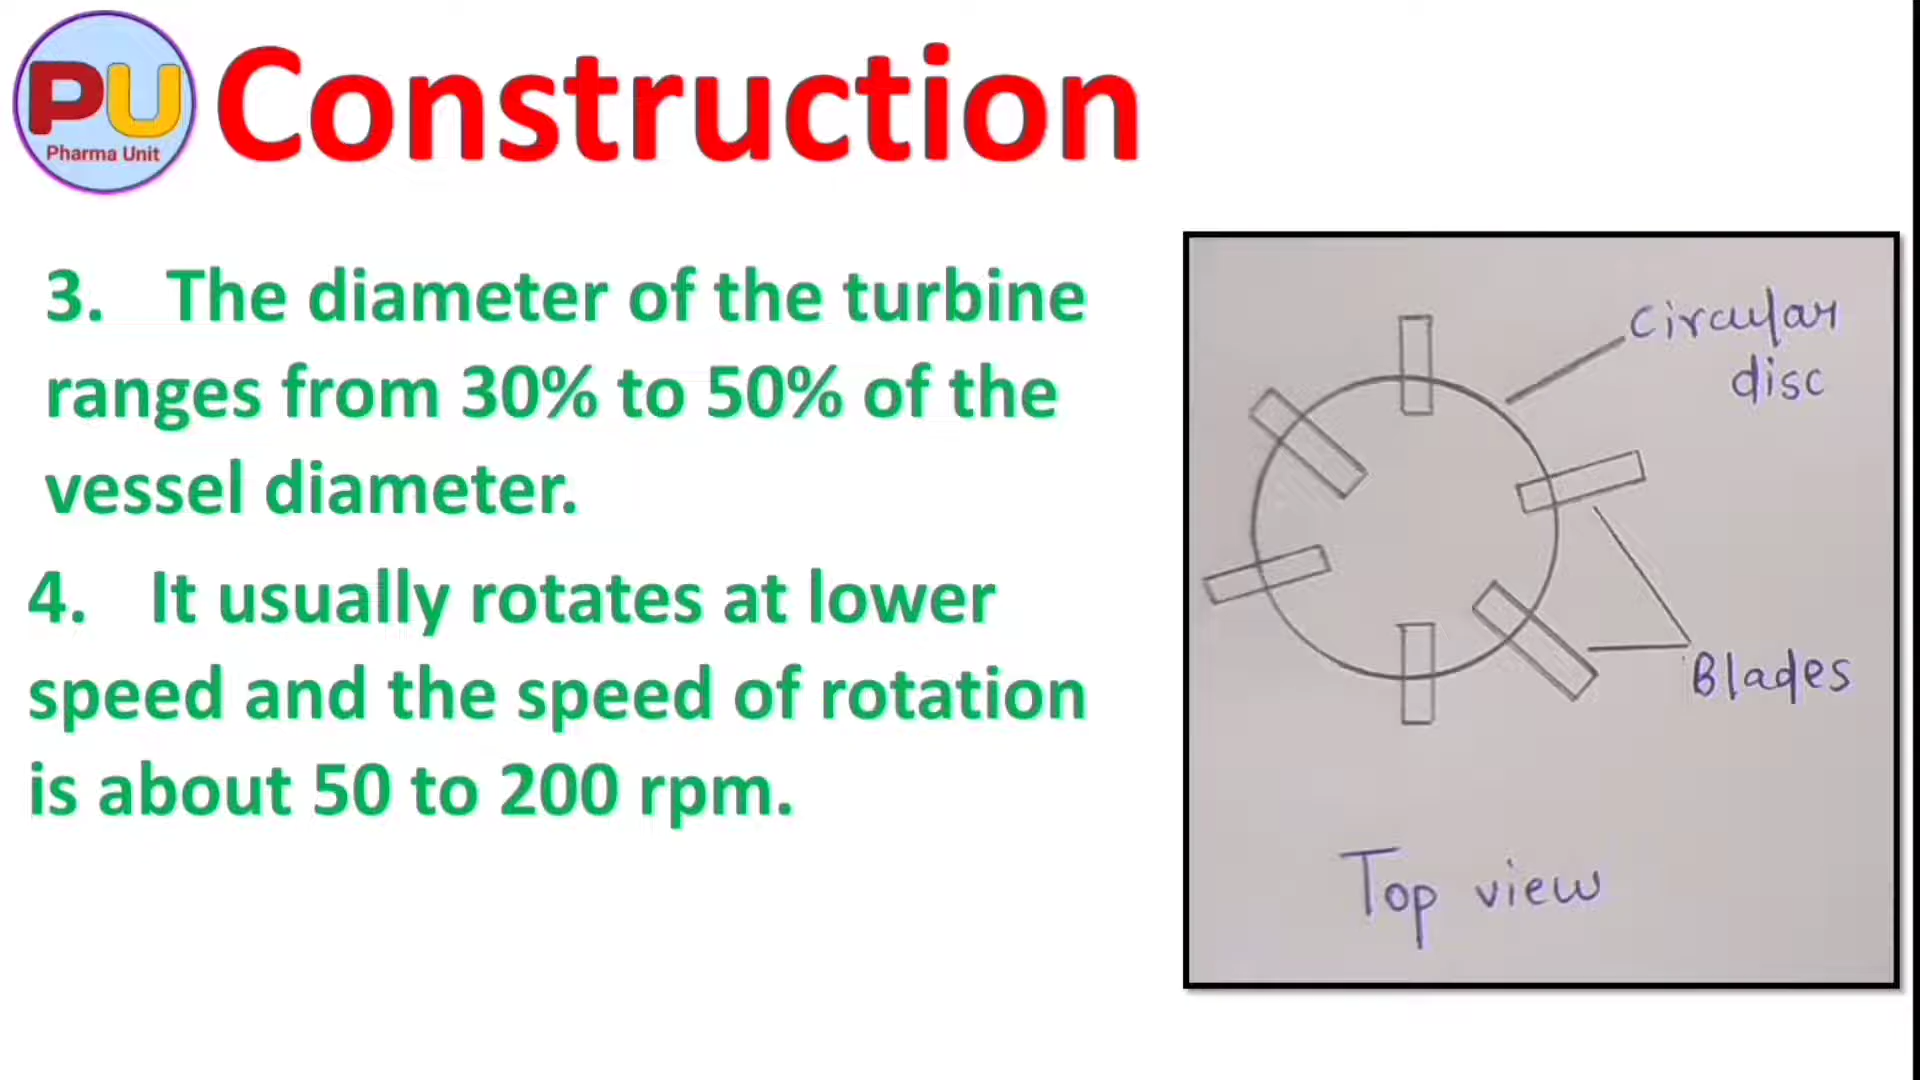 PU
Pharma Unit
Construction
3. The diameter of the turbine
ranges from 30% to 50% of the
vessel diameter.
4. It usually rotates at lower
speed and the speed of rotation
is about 50 to 200 rpm.
Circular
disc
Blades
Top view